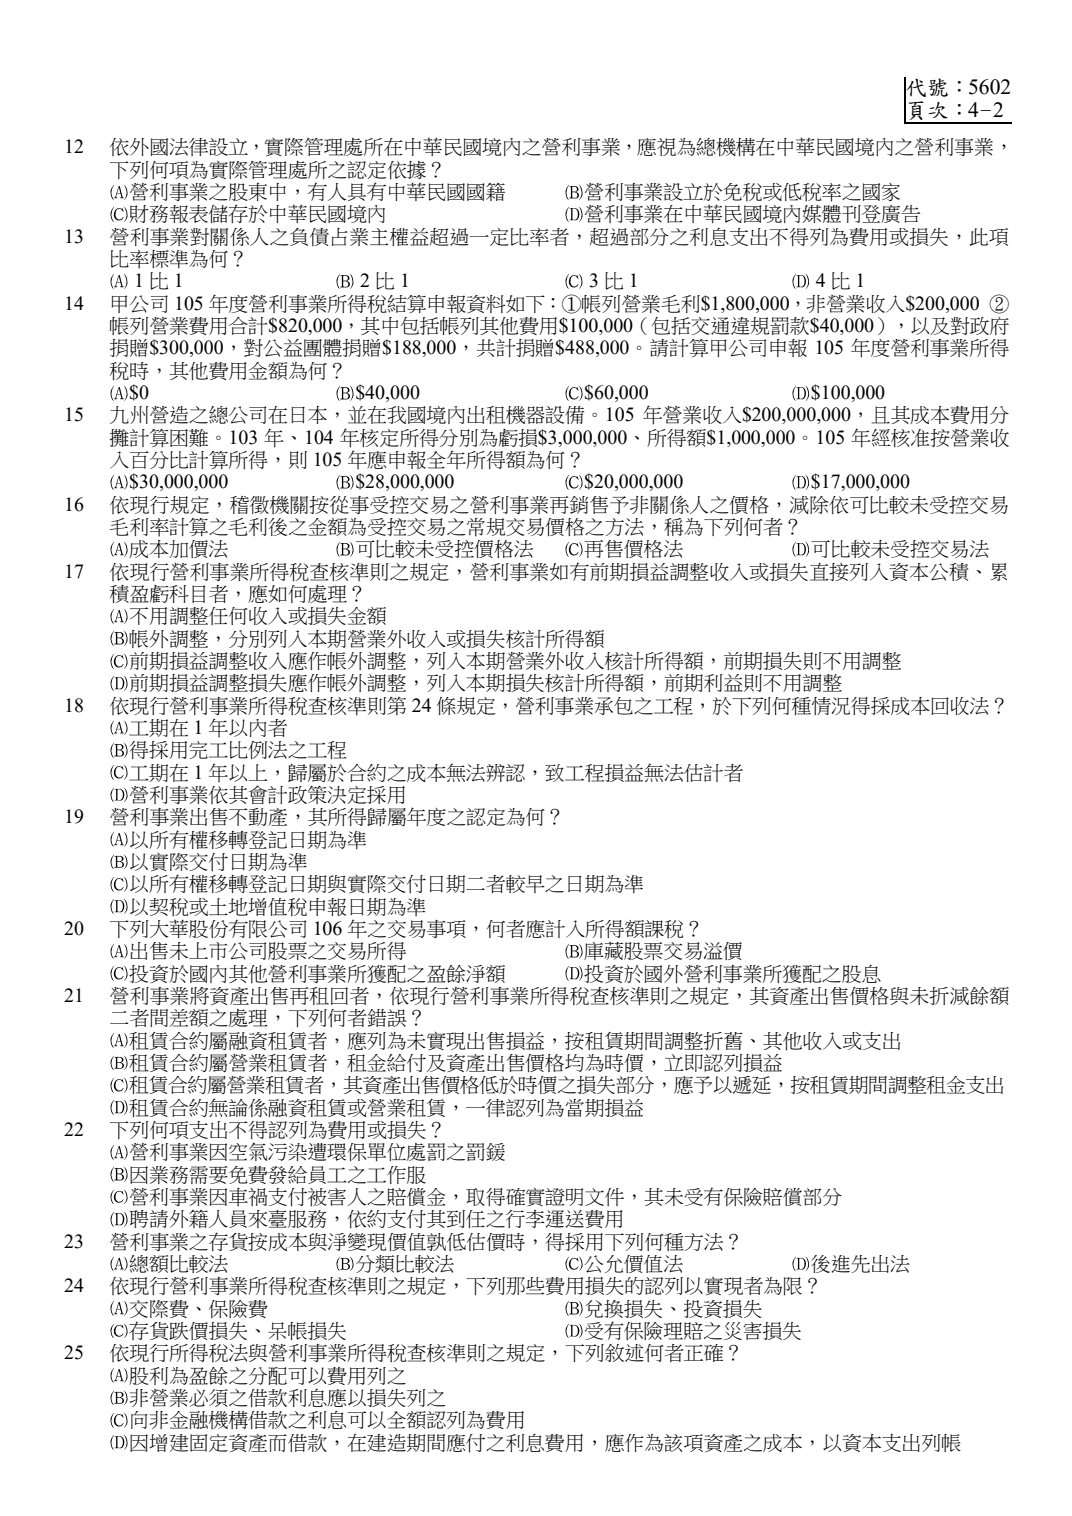 代號：5602
頁次：4-2
12 依外國法律設立，實際管理處所在中華民國境內之營利事業，應視為總機構在中華民國境內之營利事業，
下列何項為實際管理處所之認定依據？
(A)營利事業之股東中，有人具有中華民國國籍 (B)營利事業設立於免稅或低稅率之國家
(C)財務報表儲存於中華民國境內 (D)營利事業在中華民國境內媒體刊登廣告
13 營利事業對關係人之負債占業主權益超過一定比率者，超過部分之利息支出不得列為費用或損失，此項
比率標準為何？
(A) 1 比 1 (B) 2 比 1 (C) 3 比 1 (D) 4 比 1
14 甲公司 105 年度營利事業所得稅結算申報資料如下：①帳列營業毛利$1,800,000，非營業收入$200,000 ②
帳列營業費用合計$820,000，其中包括帳列其他費用$100,000（包括交通違規罰款$40,000），以及對政府
捐贈$300,000，對公益團體捐贈$188,000，共計捐贈$488,000。請計算甲公司申報 105 年度營利事業所得
稅時，其他費用金額為何？
(A)$0 (B)$40,000 (C)$60,000 (D)$100,000
15 九州營造之總公司在日本，並在我國境內出租機器設備。105 年營業收入$200,000,000，且其成本費用分
攤計算困難。103 年、104 年核定所得分別為虧損$3,000,000、所得額$1,000,000。105 年經核准按營業收
入百分比計算所得，則 105 年應申報全年所得額為何？
(A)$30,000,000 (B)$28,000,000 (C)$20,000,000 (D)$17,000,000
16 依現行規定，稽徵機關按從事受控交易之營利事業再銷售予非關係人之價格，減除依可比較未受控交易
毛利率計算之毛利後之金額為受控交易之常規交易價格之方法，稱為下列何者？
(A)成本加價法 (B)可比較未受控價格法 (C)再售價格法 (D)可比較未受控交易法
17 依現行營利事業所得稅查核準則之規定，營利事業如有前期損益調整收入或損失直接列入資本公積、累
積盈虧科目者，應如何處理？
(A)不用調整任何收入或損失金額
(B)帳外調整，分別列入本期營業外收入或損失核計所得額
(C)前期損益調整收入應作帳外調整，列入本期營業外收入核計所得額，前期損失則不用調整
(D)前期損益調整損失應作帳外調整，列入本期損失核計所得額，前期利益則不用調整
18 依現行營利事業所得稅查核準則第 24 條規定，營利事業承包之工程，於下列何種情況得採成本回收法？
(A)工期在 1 年以內者
(B)得採用完工比例法之工程
(C)工期在 1 年以上，歸屬於合約之成本無法辨認，致工程損益無法估計者
(D)營利事業依其會計政策決定採用
19 營利事業出售不動產，其所得歸屬年度之認定為何？
(A)以所有權移轉登記日期為準
(B)以實際交付日期為準
(C)以所有權移轉登記日期與實際交付日期二者較早之日期為準
(D)以契稅或土地增值稅申報日期為準
20 下列大華股份有限公司 106 年之交易事項，何者應計入所得額課稅？
(A)出售未上市公司股票之交易所得 (B)庫藏股票交易溢價
(C)投資於國內其他營利事業所獲配之盈餘淨額 (D)投資於國外營利事業所獲配之股息
21 營利事業將資產出售再租回者，依現行營利事業所得稅查核準則之規定，其資產出售價格與未折減餘額
二者間差額之處理，下列何者錯誤？
(A)租賃合約屬融資租賃者，應列為未實現出售損益，按租賃期間調整折舊、其他收入或支出
(B)租賃合約屬營業租賃者，租金給付及資產出售價格均為時價，立即認列損益
(C)租賃合約屬營業租賃者，其資產出售價格低於時價之損失部分，應予以遞延，按租賃期間調整租金支出
(D)租賃合約無論係融資租賃或營業租賃，一律認列為當期損益
22 下列何項支出不得認列為費用或損失？
(A)營利事業因空氣污染遭環保單位處罰之罰鍰
(B)因業務需要免費發給員工之工作服
(C)營利事業因車禍支付被害人之賠償金，取得確實證明文件，其未受有保險賠償部分
(D)聘請外籍人員來臺服務，依約支付其到任之行李運送費用
23 營利事業之存貨按成本與淨變現價值孰低估價時，得採用下列何種方法？
(A)總額比較法 (B)分類比較法 (C)公允價值法 (D)後進先出法
24 依現行營利事業所得稅查核準則之規定，下列那些費用損失的認列以實現者為限？
(A)交際費、保險費 (B)兌換損失、投資損失
(C)存貨跌價損失、呆帳損失 (D)受有保險理賠之災害損失
25 依現行所得稅法與營利事業所得稅查核準則之規定，下列敘述何者正確？
(A)股利為盈餘之分配可以費用列之
(B)非營業必須之借款利息應以損失列之
(C)向非金融機構借款之利息可以全額認列為費用
(D)因增建固定資產而借款，在建造期間應付之利息費用，應作為該項資產之成本，以資本支出列帳